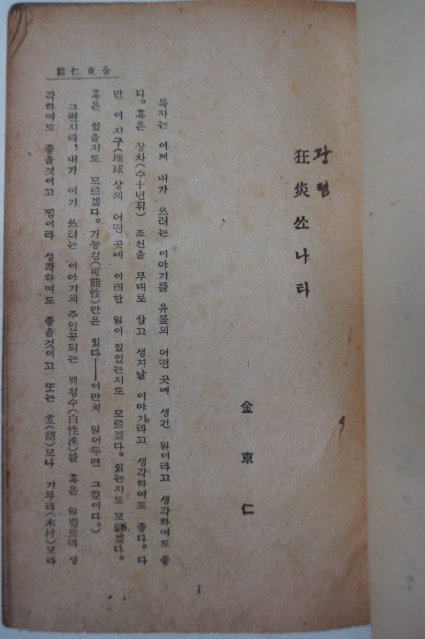 광염
狂炎쏘나타
金東仁
독자는 이제 내가 쓰려는 이야기를 유롭의 어떤 곳에 생긴 일이라고 생각하여도 좋
다。혹은 장차(수十년뒤) 조선을 무대로 삼고 생겨날 이야기라고 생각하여도 좋다。다
만 이 지구(地球)상의 어떤 곳에 이러한 일이 있었는지도 모르겠다。있는지도 모르겠다。
혹은 있을지도 모르겠다。가능성(可能性)만은 있다──이만치 알어두면 그뿐이다。
그런지라、내가 여기 쓰려는 이야기의 주인공되는 백성수(白性洙)를 혹은 알벨트라 생
각하여도 좋을것이고 찜이라 생각하여도 좋을것이고 또는 호(胡)모나 기무라(木村)모라
金東仁
1